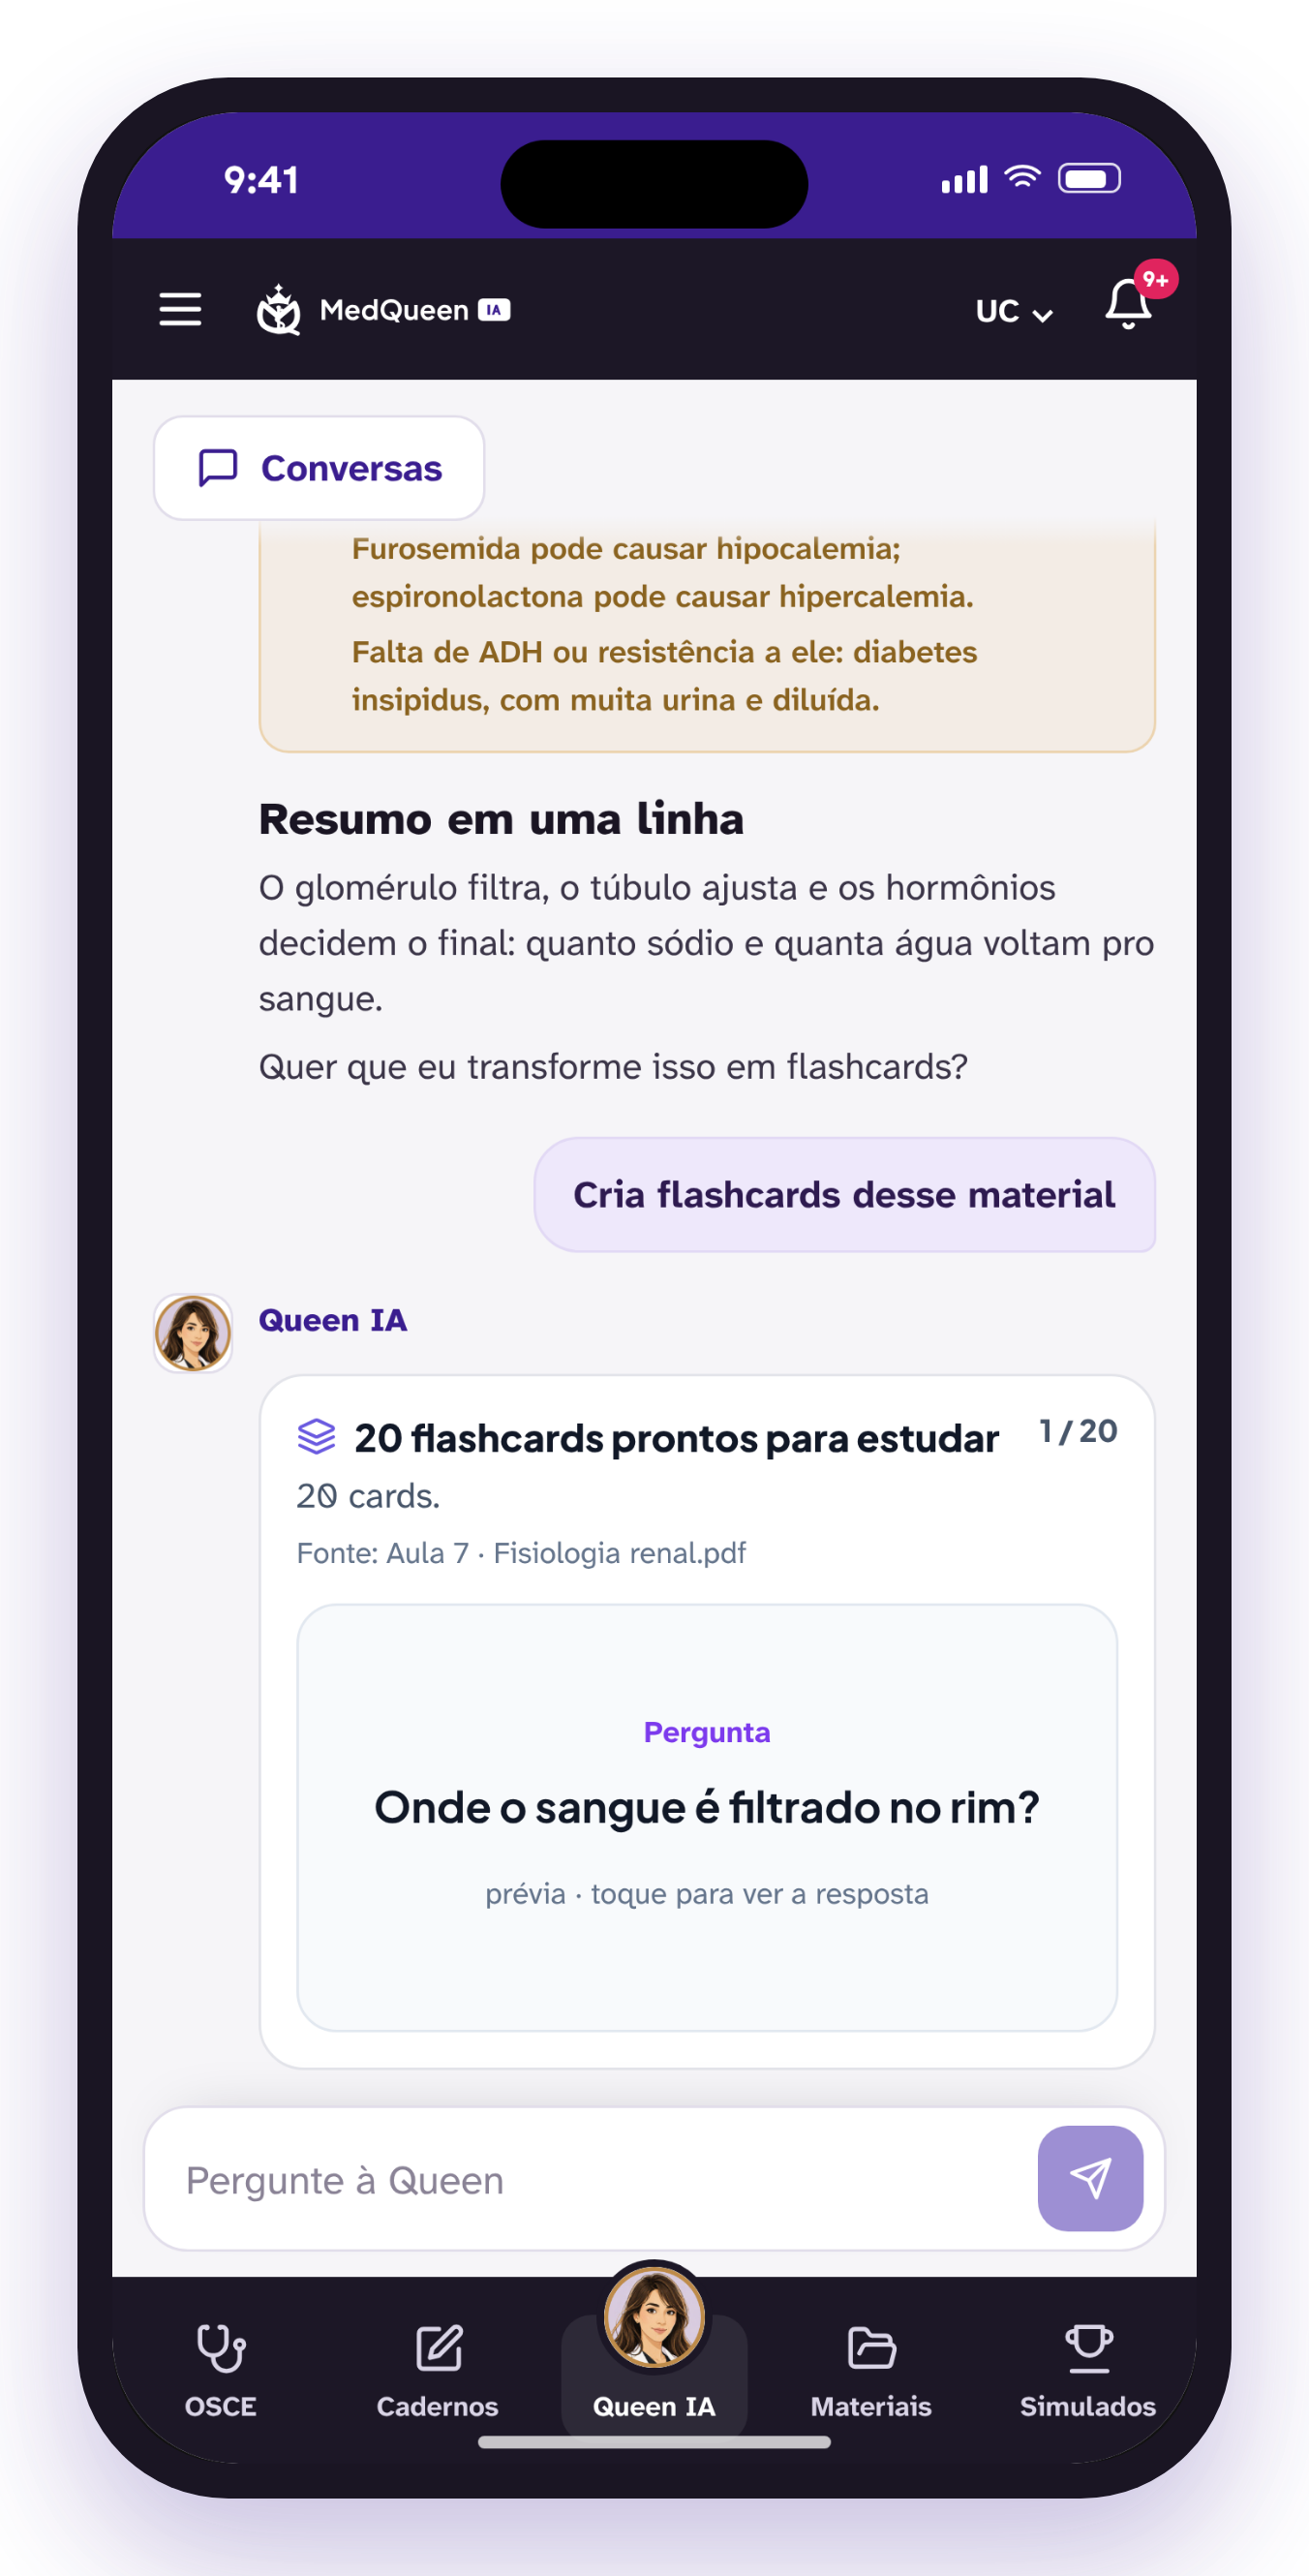 9:41
MedQueen IA
UC
9+
Conversas
Furosemida pode causar hipocalemia;
espironolactona pode causar hipercalemia.
Falta de ADH ou resistência a ele: diabetes
insipidus, com muita urina e diluída.
Resumo em uma linha
O glomérulo filtra, o túbulo ajusta e os hormônios
decidem o final: quanto sódio e quanta água voltam pro
sangue.
Quer que eu transforme isso em flashcards?
Cria flashcards desse material
Queen IA
20 flashcards prontos para estudar 1 / 20
20 cards.
Fonte: Aula 7 · Fisiologia renal.pdf
Pergunta
Onde o sangue é filtrado no rim?
prévia · toque para ver a resposta
Pergunte à Queen
OSCE Cadernos Queen IA Materiais Simulados